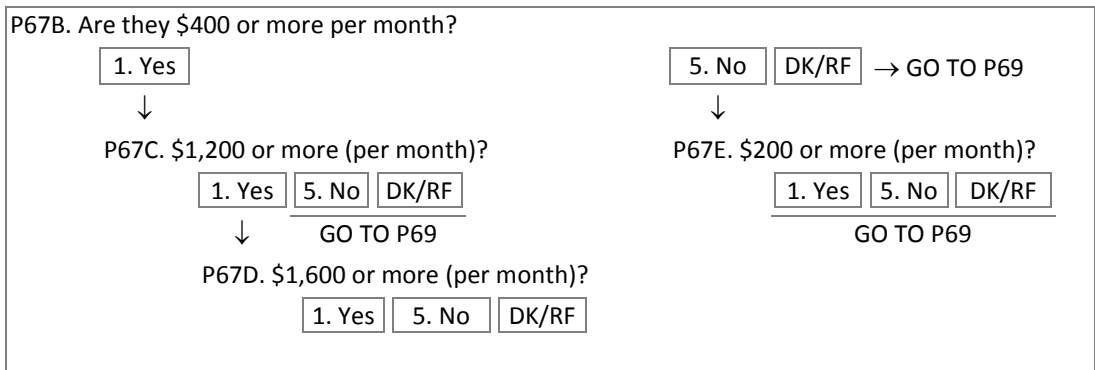 P67B. Are they $400 or more per month?
1. Yes 5. No DK/RF → GO TO P69
↓ ↓
P67C. $1,200 or more (per month)? P67E. $200 or more (per month)?
1. Yes 5. No DK/RF 1. Yes 5. No DK/RF
↓ GO TO P69 GO TO P69
P67D. $1,600 or more (per month)?
1. Yes 5. No DK/RF